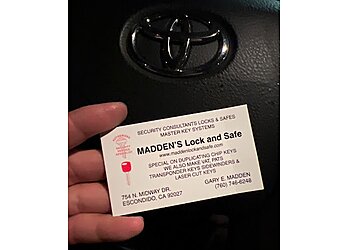 SECURITY CONSULTANTS LOCKS & SAFES
MASTER KEY SYSTEMS
MADDEN'S Lock and Safe
www.maddenlockandsafe.com
SPECIAL ON DUPLICATING CHIP KEYS
WE ALSO MAKE VAT PATS
TRANSPONDER KEYS SIDEWINDERS &
LASER CUT KEYS
754 N. MIDWAY DR.
ESCONDIDO, CA 92027
GARY E. MADDEN
(760) 746-6248